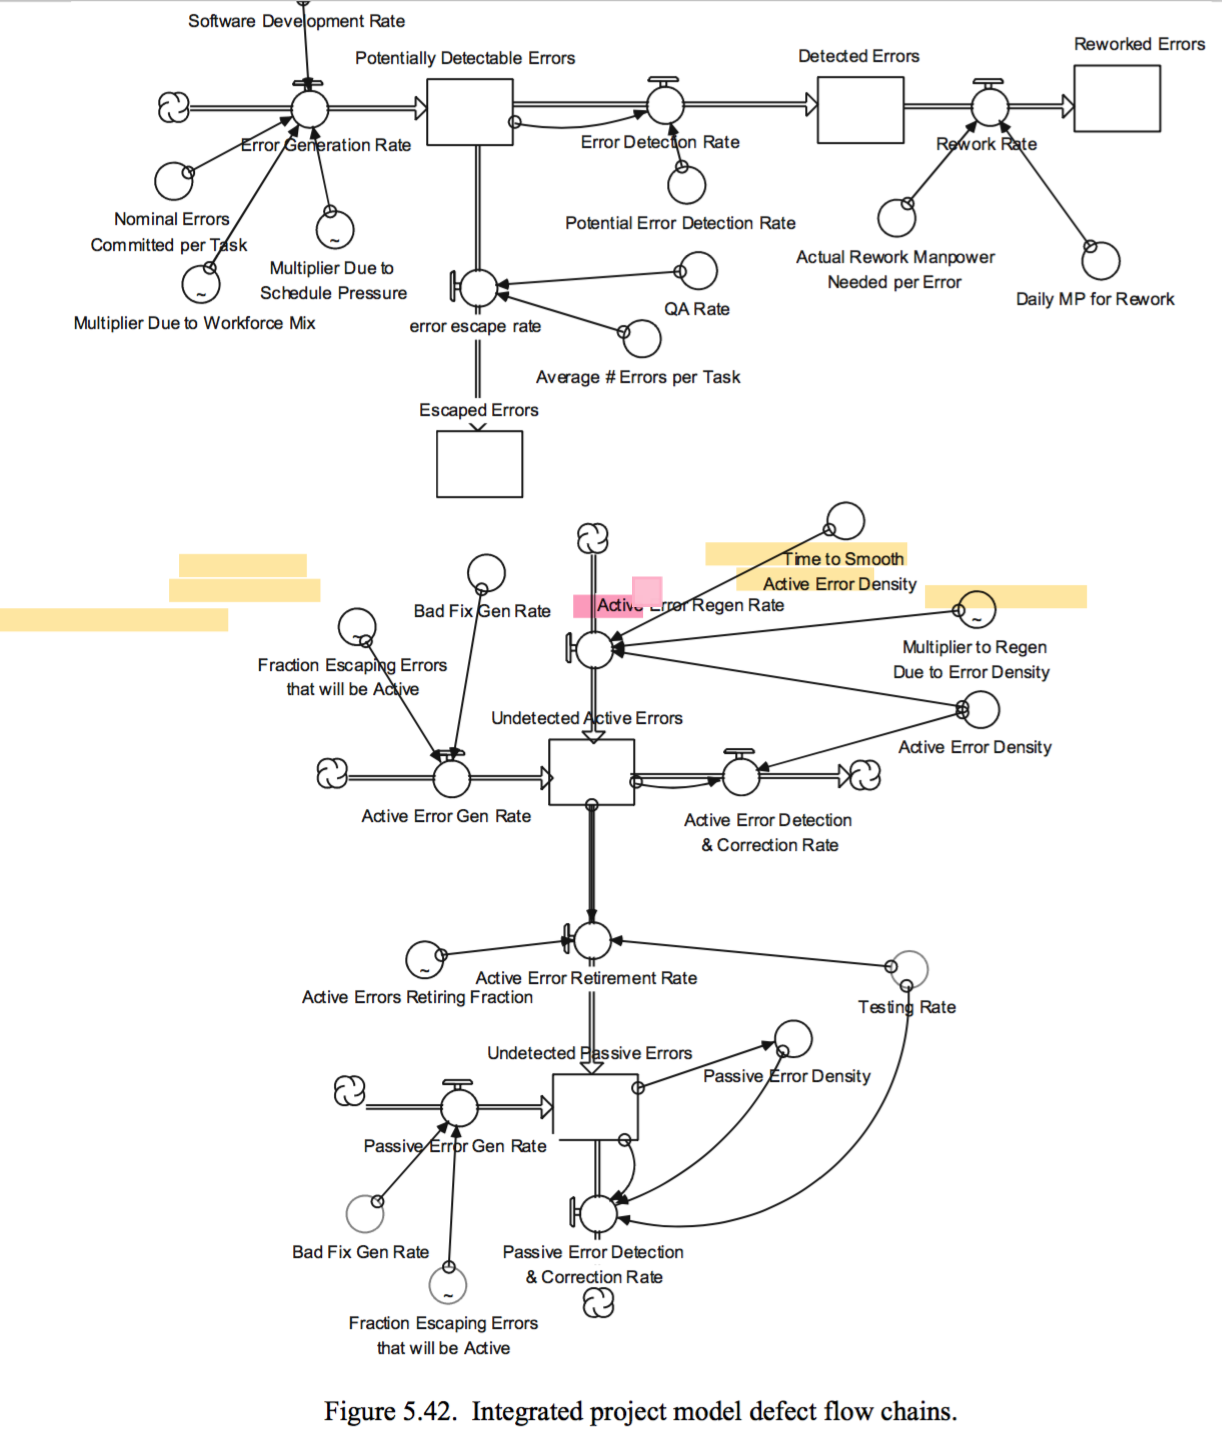 Software Development Rate
Potentially Detectable Errors
Detected Errors
Reworked Errors
Error Generation Rate
Error Detection Rate
Rework Rate
Nominal Errors
Committed per Task
Potential Error Detection Rate
Multiplier Due to
Schedule Pressure
Actual Rework Manpower
Needed per Error
Daily MP for Rework
Multiplier Due to Workforce Mix
QA Rate
error escape rate
Average # Errors per Task
Escaped Errors
Time to Smooth
Active Error Density
Bad Fix Gen Rate
Active Error Regen Rate
Fraction Escaping Errors
that will be Active
Multiplier to Regen
Due to Error Density
Undetected Active Errors
Active Error Density
Active Error Gen Rate
Active Error Detection
& Correction Rate
~
~
~
~
Active Error Retirement Rate
Active Errors Retiring Fraction
~
Testing Rate
Undetected Passive Errors
Passive Error Density
Passive Error Gen Rate
Bad Fix Gen Rate
Passive Error Detection
& Correction Rate
~
Fraction Escaping Errors
that will be Active
Figure 5.42. Integrated project model defect flow chains.